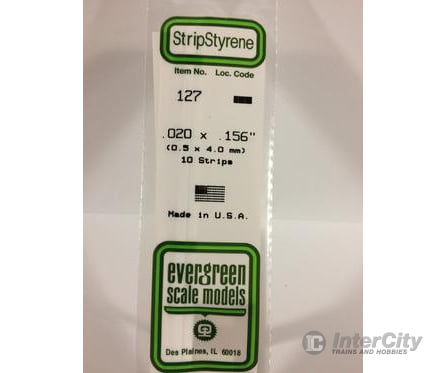 StripStyrene
Item No. Loc. Code
127
.020 x .156"
(0.5 x 4.0 mm)
10 Strips
Made in U.S.A.
evergreen
scale models
Des Plaines, IL 60018
IC InterCity
TRAINS AND HOBBIES